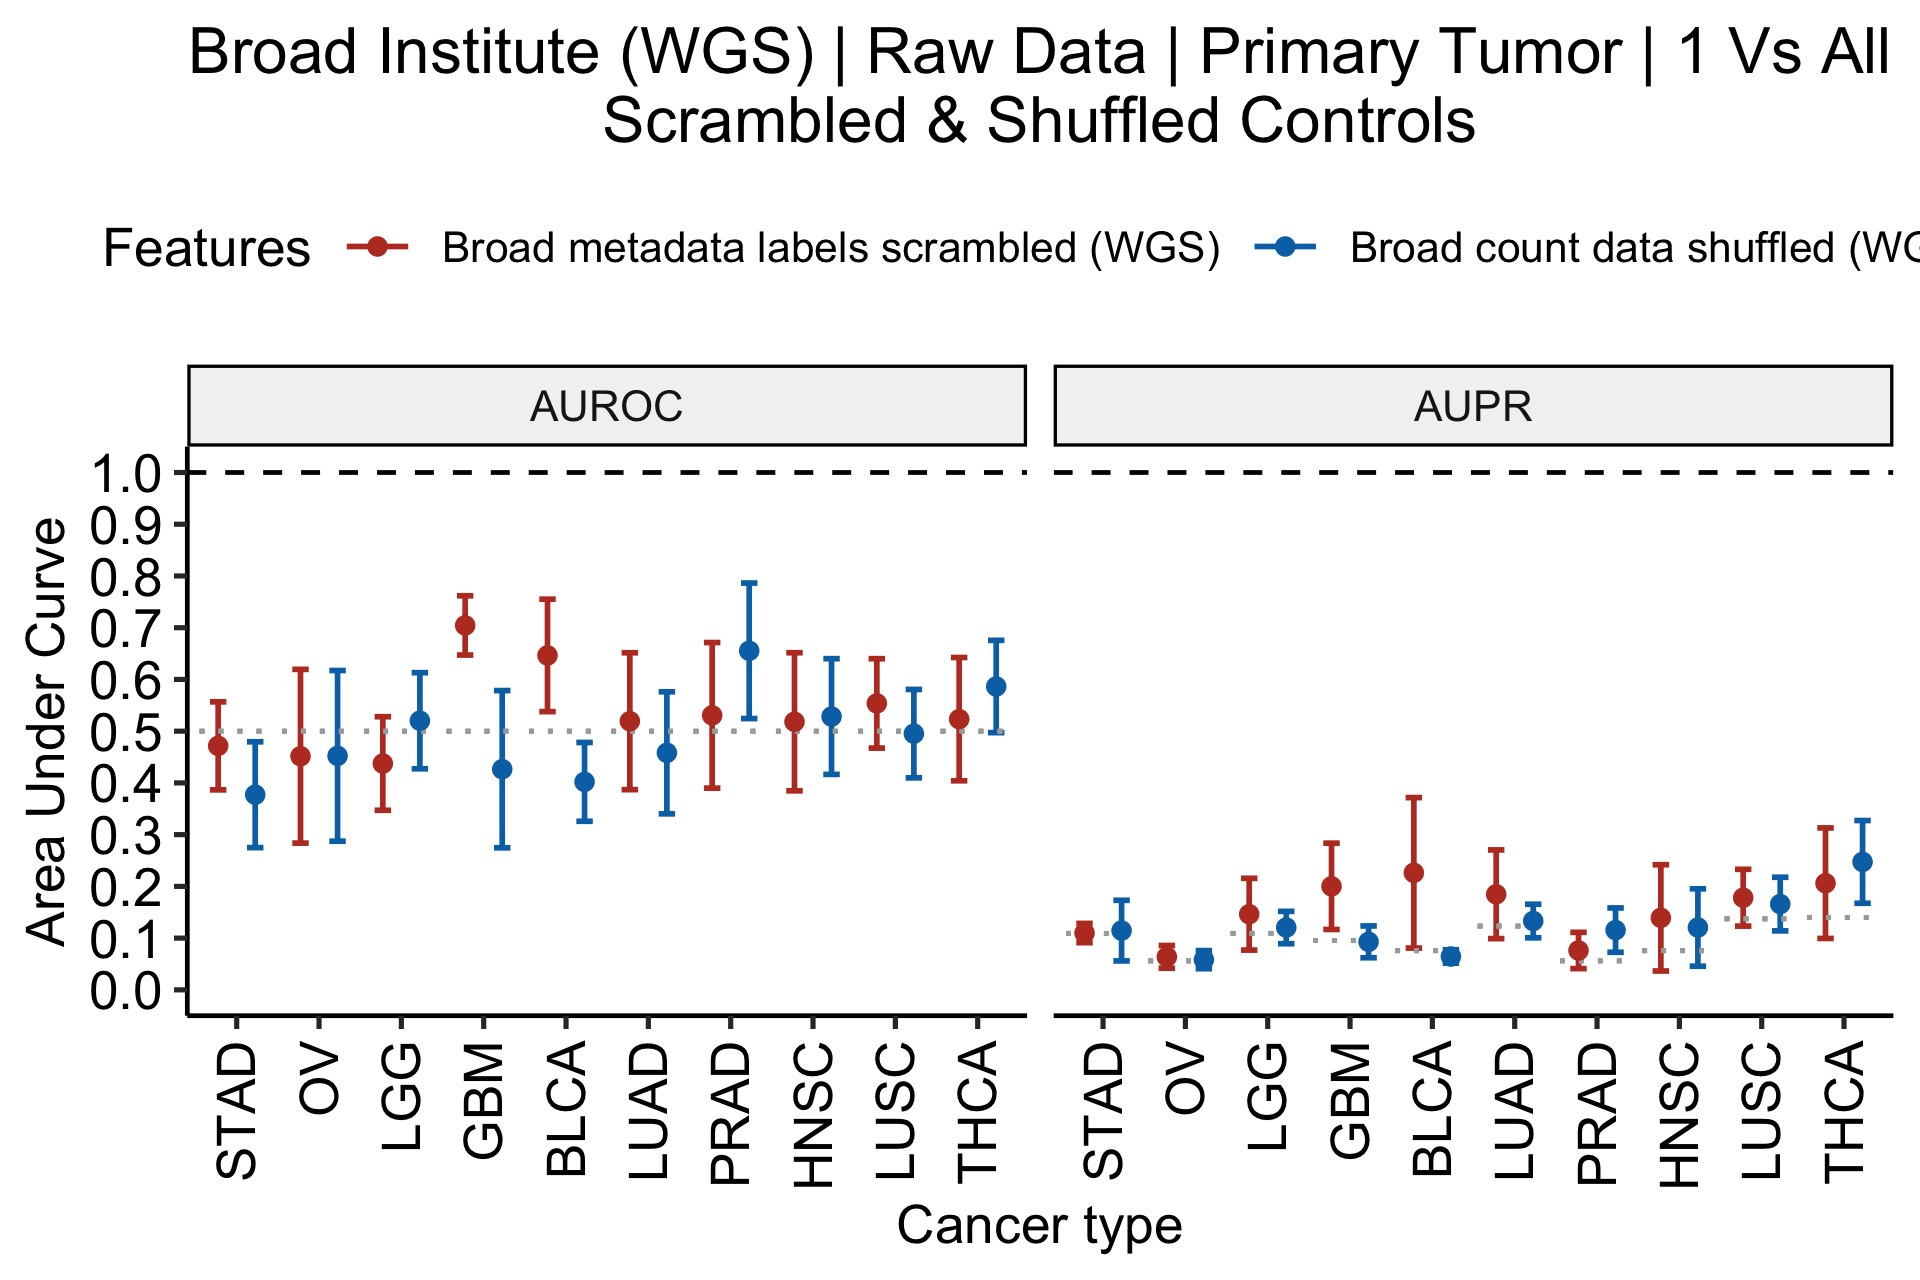 Broad Institute (WGS) | Raw Data | Primary Tumor | 1 Vs All
Scrambled & Shuffled Controls
Features Broad metadata labels scrambled (WGS) Broad count data shuffled (WG
AUROC AUPR
Area Under Curve
1.0
0.9
0.8
0.7
0.6
0.5
0.4
0.3
0.2
0.1
0.0
STAD OV LGG GBM BLCA LUAD PRAD HNSC LUSC THCA STAD OV LGG GBM BLCA LUAD PRAD HNSC LUSC THCA
Cancer type